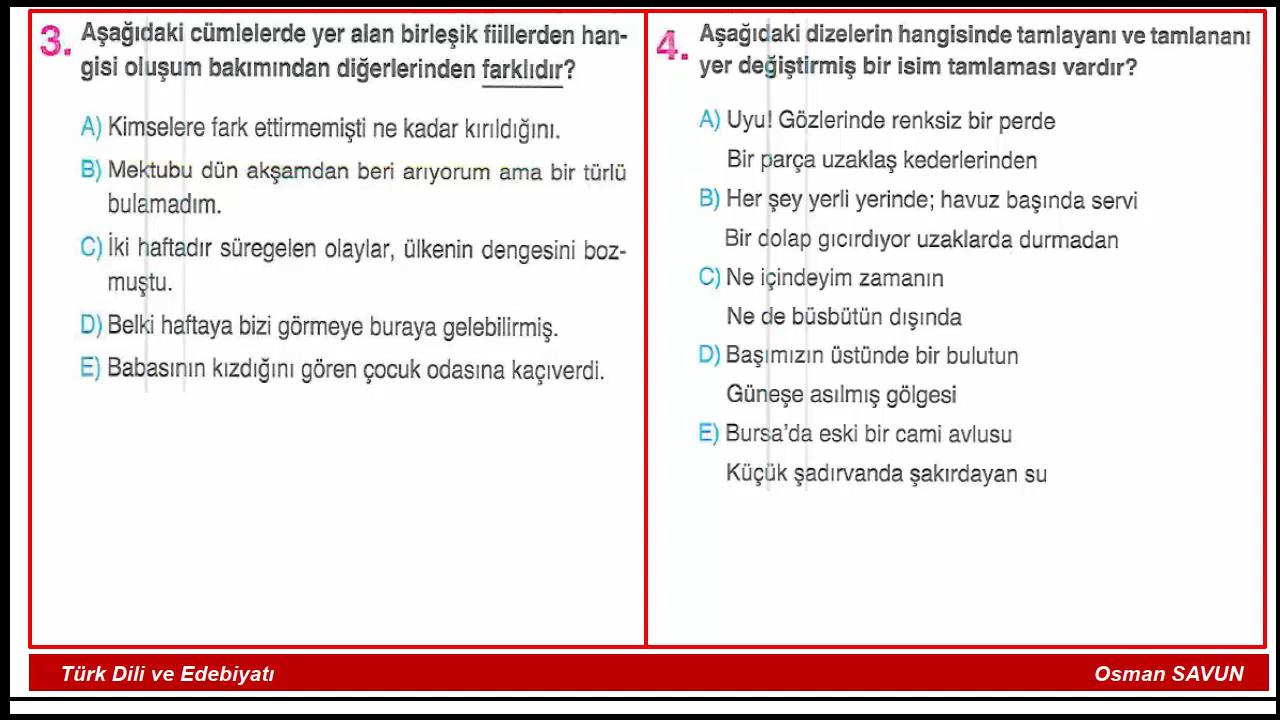 3. Aşağıdaki cümlelerde yer alan birleşik fiillerden han-
gisi oluşum bakımından diğerlerinden farklıdır?
A) Kimselere fark ettirmemişti ne kadar kırıldığını.
B) Mektubu dün akşamdan beri arıyorum ama bir türlü
bulamadım.
C) İki haftadır süregelen olaylar, ülkenin dengesini boz-
muştu.
D) Belki haftaya bizi görmeye buraya gelebilirmiş.
E) Babasının kızdığını gören çocuk odasına kaçıverdi.
4. Aşağıdaki dizelerin hangisinde tamlayanı ve tamlananı
yer değiştirmiş bir isim tamlaması vardır?
A) Uyu! Gözlerinde renksiz bir perde
Bir parça uzaklaş kederlerinden
B) Her şey yerli yerinde; havuz başında servi
Bir dolap gıcırdıyor uzaklarda durmadan
C) Ne içindeyim zamanın
Ne de büsbütün dışında
D) Başımızın üstünde bir bulutun
Güneşe asılmış gölgesi
E) Bursa'da eski bir cami avlusu
Küçük şadırvanda şakırdayan su
Türk Dili ve Edebiyatı
Osman SAVUN